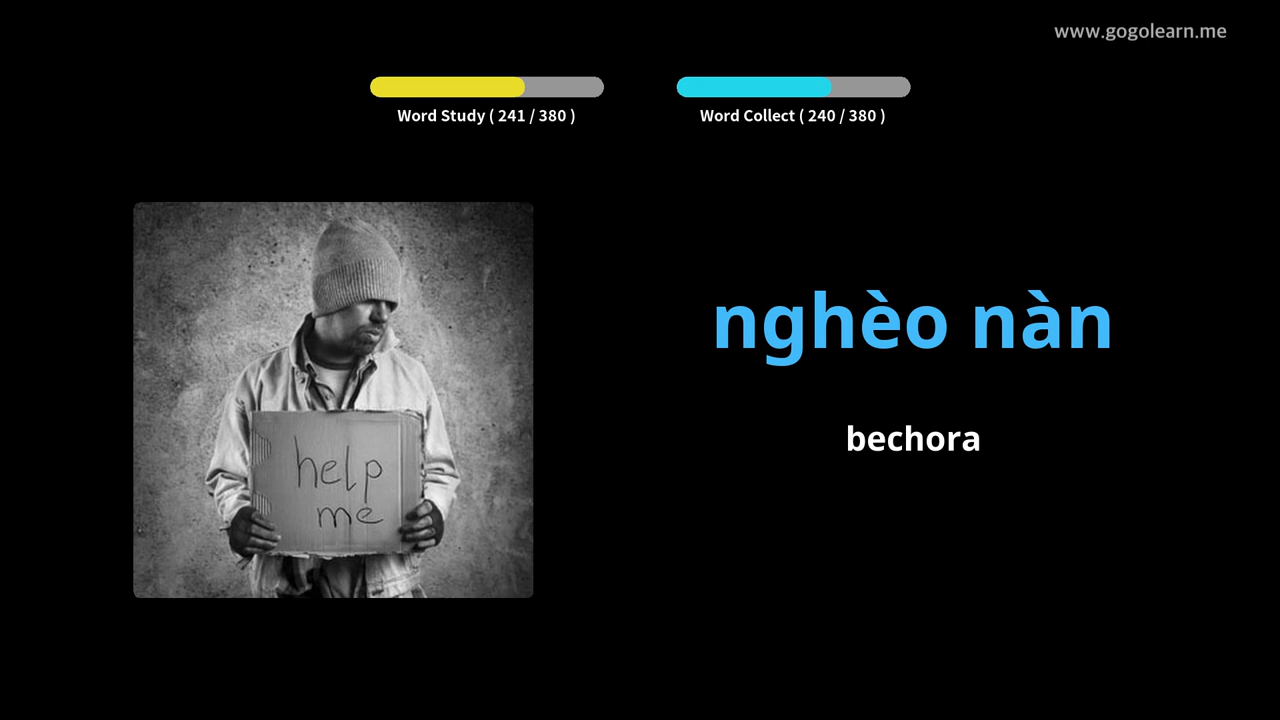 www.gogolearn.me
Word Study ( 241 / 380 )
Word Collect ( 240 / 380 )
help
me
nghèo nàn
bechora